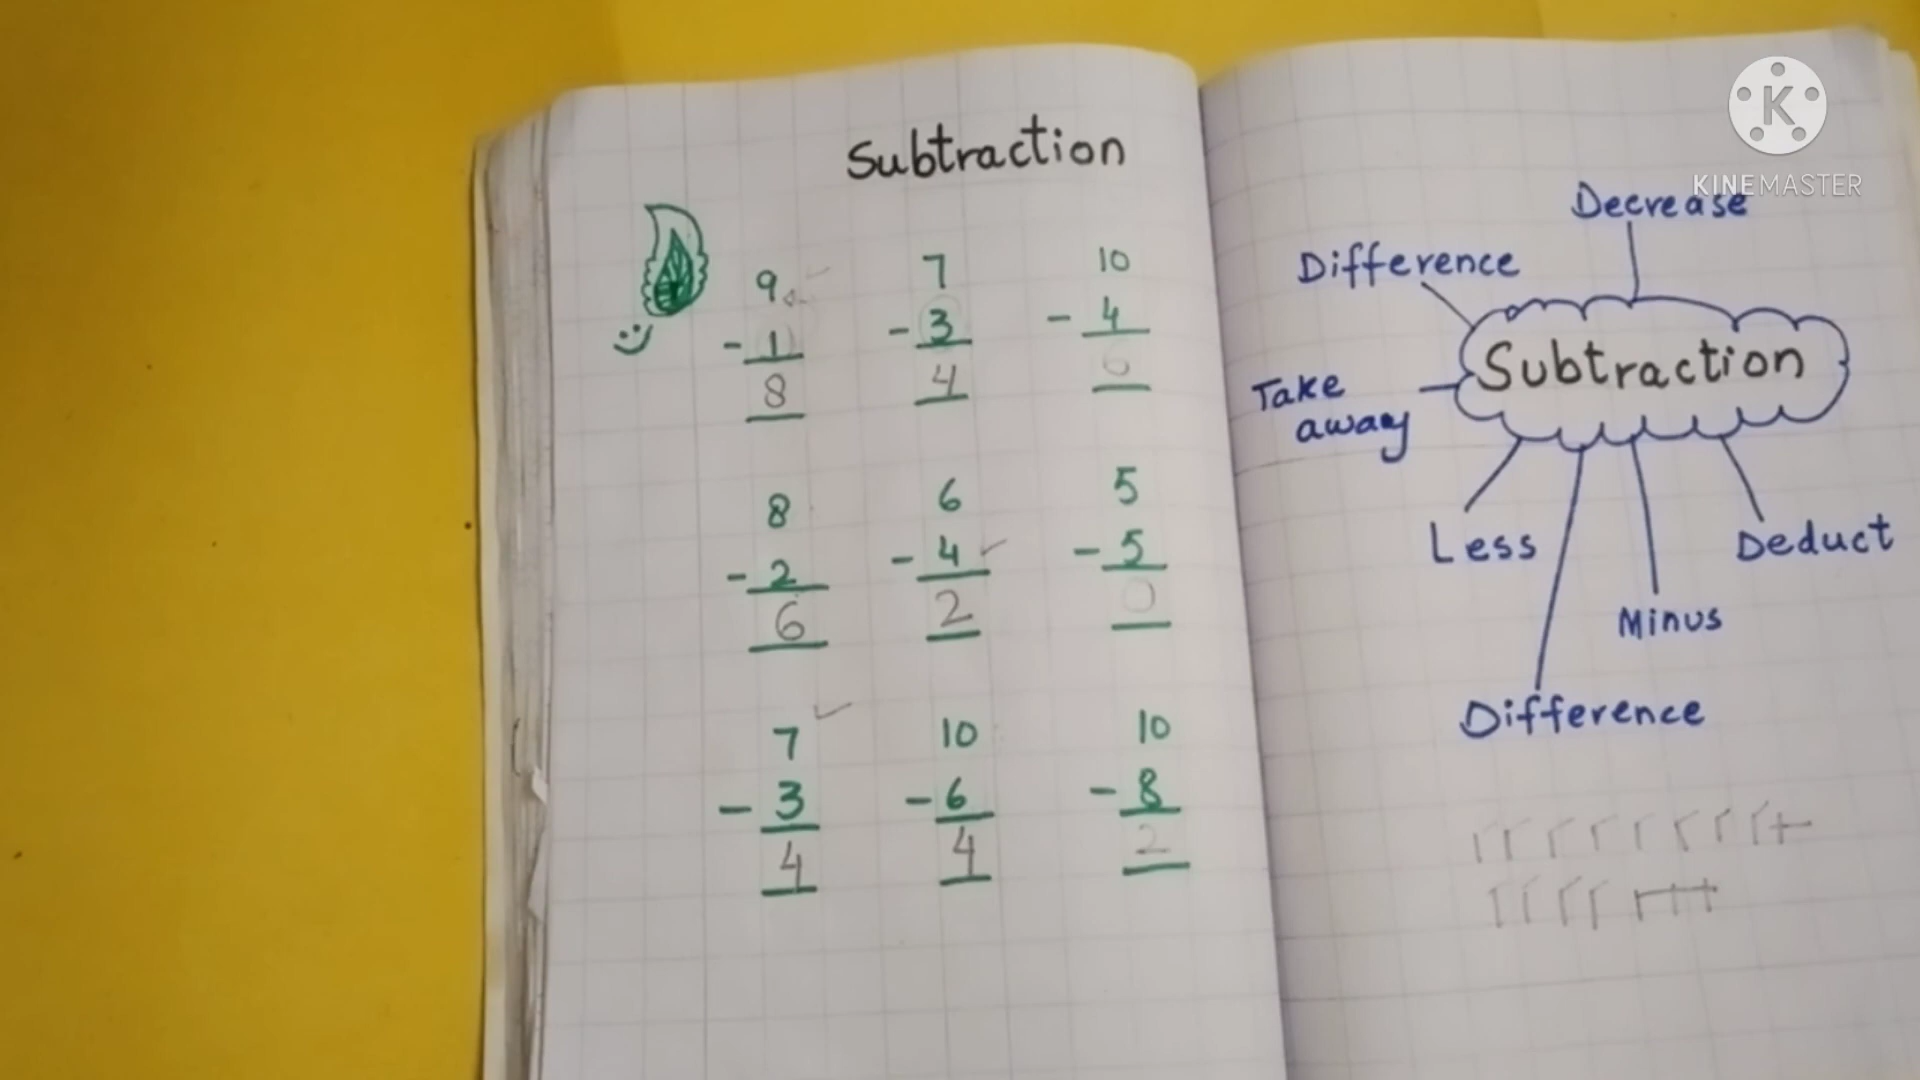 Subtraction
9 7 10
- 1 - 3 - 4
8 4
8 6 5
- 2 - 4 - 5
6 2 0
7 10 10
- 3 - 6 - 8
4 4 2
K
KINEMASTER
Decrease
Difference
Subtraction
Take
away
Less
Deduct
Minus
Difference